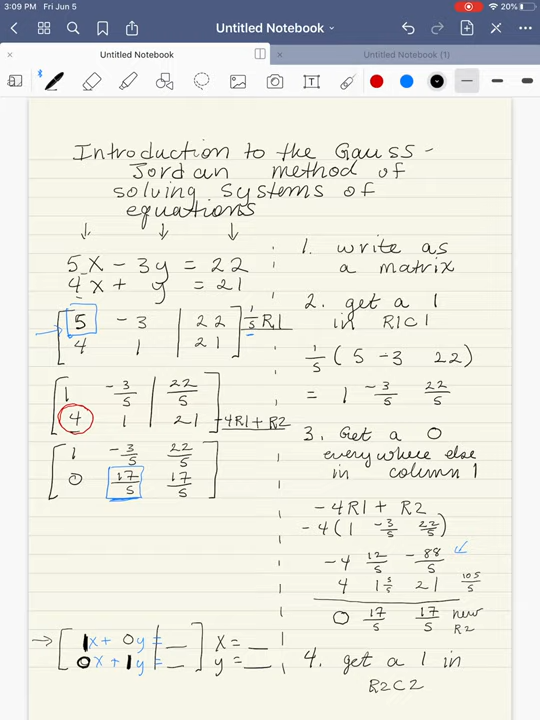 3:09 PM Fri Jun 5
20%
Untitled Notebook
Untitled Notebook
Untitled Notebook (1)
Introduction to the Gauss-
Jordan method of
solving systems of
equations
5x - 3y = 22
4x + y = 21
5 -3 | 22
4 1 | 21
1/5 R1
1 -3/5 | 22/5
4 1 | 21
-4R1 + R2
1 -3/5 22/5
0 17/5 17/5
1x + 0y = __
0x + 1y = __
x = __
y = __
1. write as
a matrix
2. get a 1
in R1C1
1/5 ( 5 -3 22 )
= 1 -3/5 22/5
3. Get a 0
everywhere else
in column 1
-4R1 + R2
-4 ( 1 -3/5 22/5 )
-4 12/5 -88/5
4 1 5/5 21 105/5
0 17/5 17/5 new
R2
4. get a 1 in
R2C2